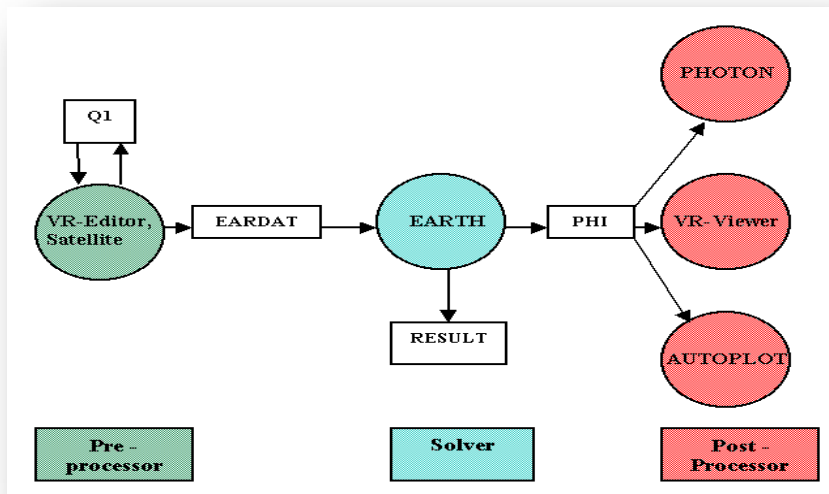 PHOTON
Q1
VR-Editor,
Satellite
EARDAT
EARTH
PHI
VR- Viewer
RESULT
AUTOPLOT
Pre -
processor
Solver
Post -
Processor